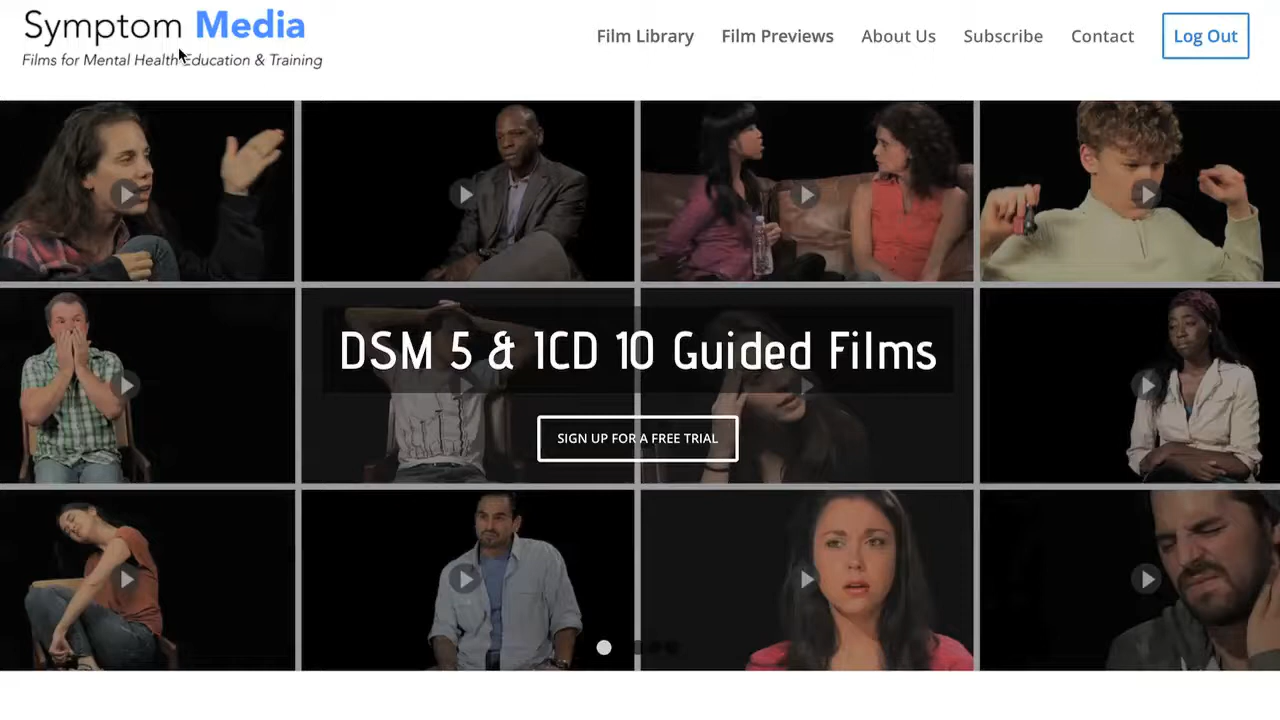 Symptom Media
Films for Mental Health Education & Training
Film Library
Film Previews
About Us
Subscribe
Contact
Log Out
DSM 5 & ICD 10 Guided Films
SIGN UP FOR A FREE TRIAL